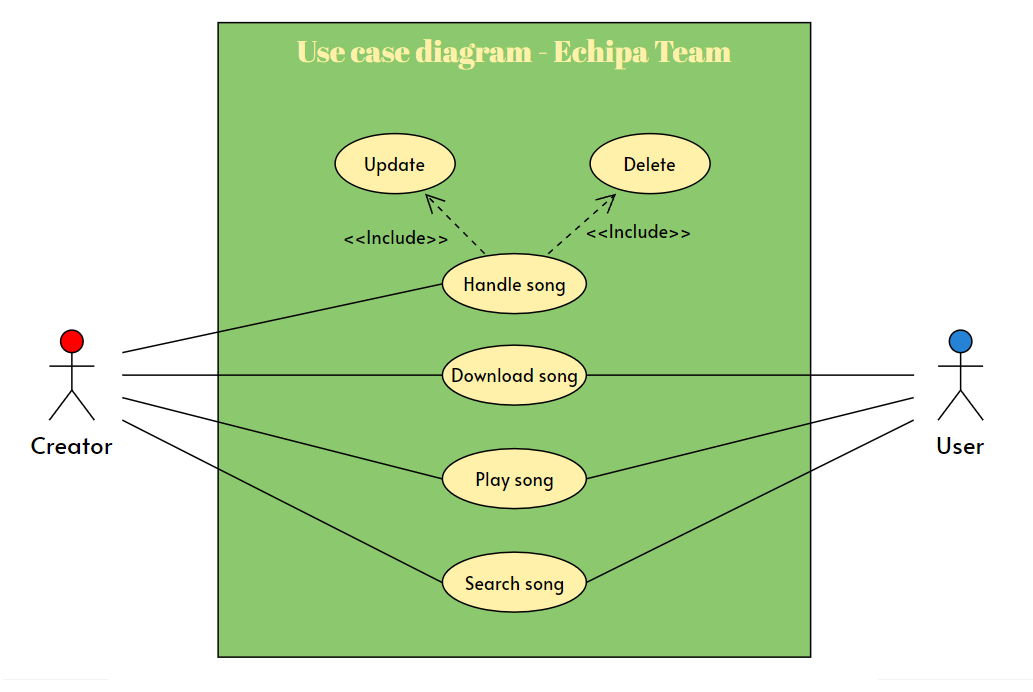 Use case diagram - Echipa Team
Update
Delete
<<Include>>
<<Include>>
Handle song
Download song
Play song
Search song
Creator
User